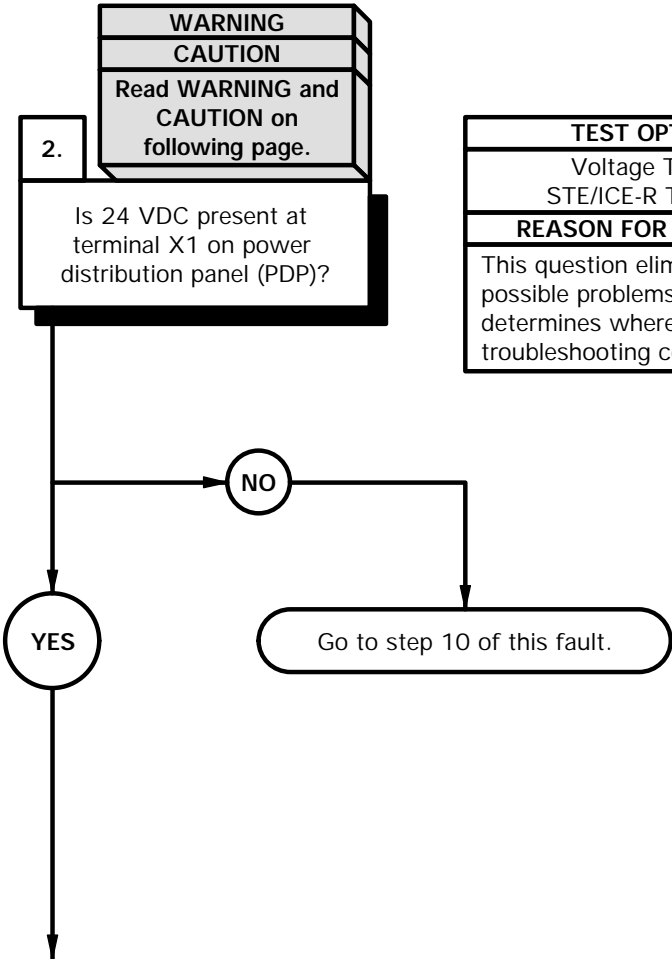 WARNING
CAUTION
Read WARNING and
CAUTION on
following page.
2.
Is 24 VDC present at
terminal X1 on power
distribution panel (PDP)?
TEST OPT
Voltage T
STE/ICE-R T
REASON FOR
This question elim
possible problems
determines where
troubleshooting c
NO
YES
Go to step 10 of this fault.